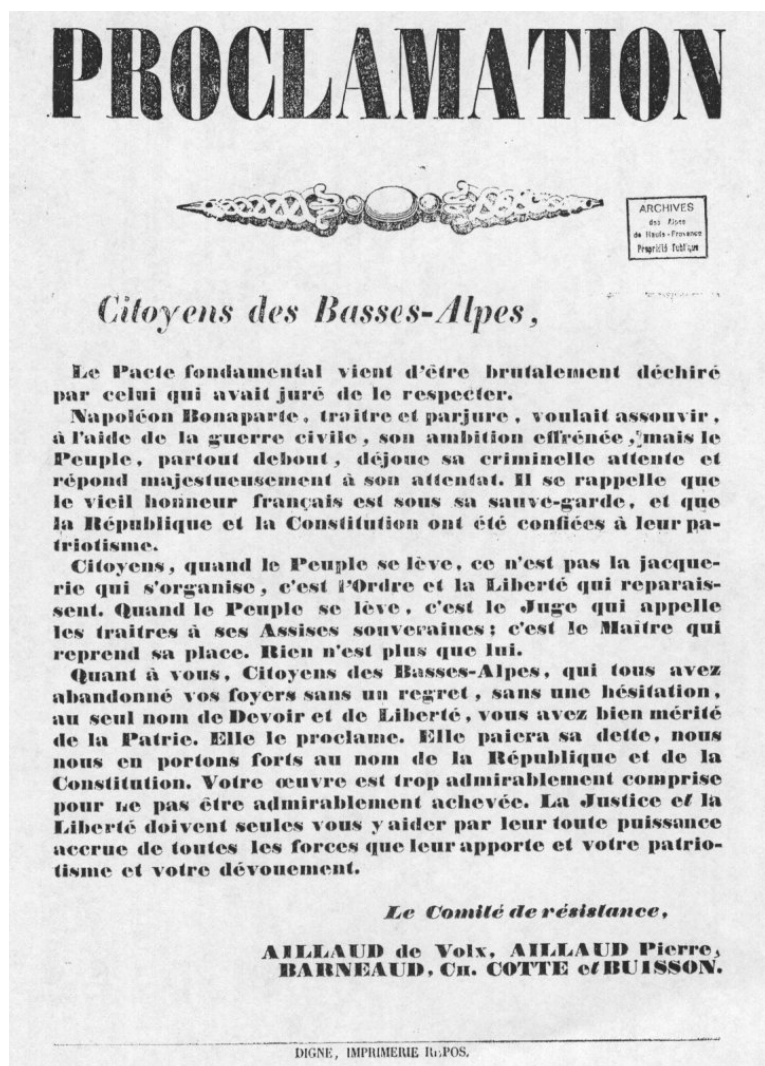 PROCLAMATION
ARCHIVES
des Alpes
de Haute-Provence
Propriété Publique
Citoyens des Basses-Alpes,
Le Pacte fondamental vient d'être brutalement déchiré
par celui qui avait juré de le respecter.
Napoléon Bonaparte, traître et parjure, voulait assouvir,
à l'aide de la guerre civile, son ambition effrénée, mais le
Peuple, partout debout, déjoue sa criminelle attente et
répond majestueusement à son attentat. Il se rappelle que
le vieil honneur français est sous sa sauve-garde, et que
la République et la Constitution ont été confiées à leur pa-
triotisme.
Citoyens, quand le Peuple se lève, ce n'est pas la jacque-
rie qui s'organise, c'est l'Ordre et la Liberté qui reparais-
sent. Quand le Peuple se lève, c'est le Juge qui appelle
les traîtres à ses Assises souveraines; c'est le Maître qui
reprend sa place. Rien n'est plus que lui.
Quant à vous, Citoyens des Basses-Alpes, qui tous avez
abandonné vos foyers sans un regret, sans une hésitation,
au seul nom de Devoir et de Liberté, vous avez bien mérité
de la Patrie. Elle le proclame. Elle paiera sa dette, nous
nous en portons forts au nom de la République et de la
Constitution. Votre œuvre est trop admirablement comprise
pour ne pas être admirablement achevée. La Justice et la
Liberté doivent seules vous y aider par leur toute puissance
accrue de toutes les forces que leur apporte et votre patrio-
tisme et votre dévouement.
Le Comité de résistance,
AILLAUD de Volx, AILLAUD Pierre,
BARNEAUD, CH. COTTE et BUISSON.
DIGNE, IMPRIMERIE REPOS.